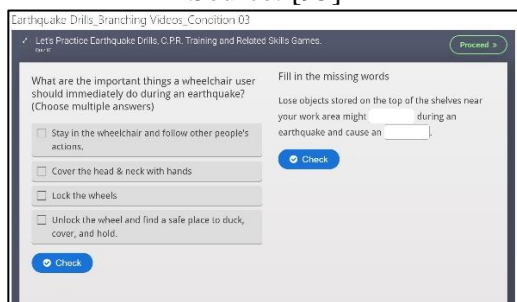 Earthquake Drills_Branching Videos_Condition 03
Let's Practice Earthquake Drills, C.P.R. Training and Related Skills Games.
Proceed »
What are the important things a wheelchair user
should immediately do during an earthquake?
(Choose multiple answers)
Stay in the wheelchair and follow other people's
actions.
Cover the head & neck with hands
Lock the wheels
Unlock the wheel and find a safe place to duck,
cover, and hold.
Check
Fill in the missing words
Lose objects stored on the top of the shelves near
your work area might during an
earthquake and cause an .
Check